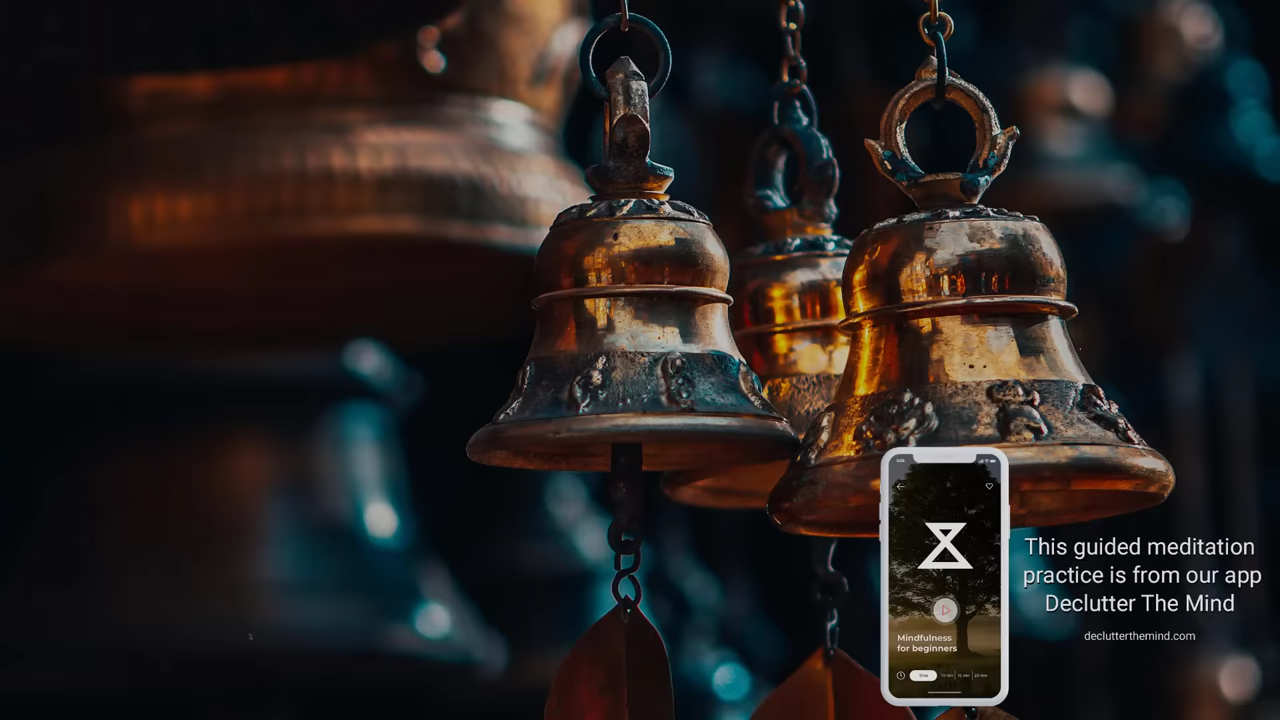 Mindfulness
for beginners
This guided meditation
practice is from our app
Declutter The Mind
declutterthemind.com